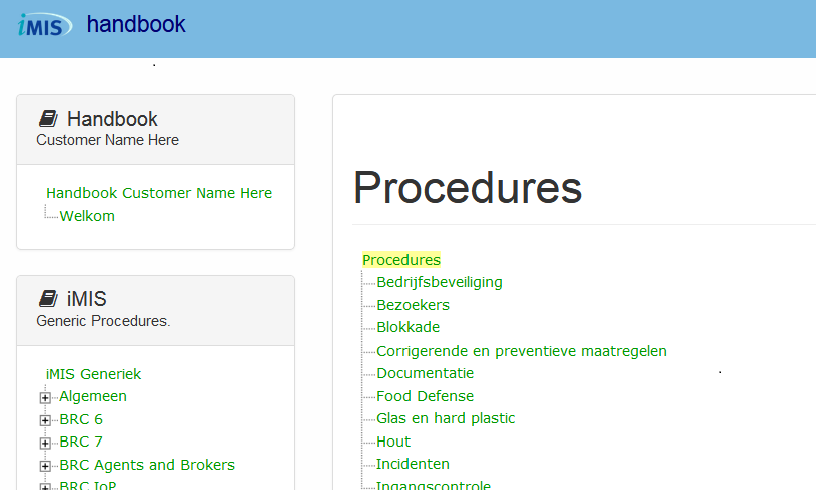 iMIS handbook
Handbook
Customer Name Here
Handbook Customer Name Here
Welkom
iMIS
Generic Procedures.
iMIS Generiek
Algemeen
BRC 6
BRC 7
BRC Agents and Brokers
BRC IoP
Procedures
Procedures
Bedrijfsbeveiliging
Bezoekers
Blokkade
Corrigerende en preventieve maatregelen
Documentatie
Food Defense
Glas en hard plastic
Hout
Incidenten
Ingangscontrole